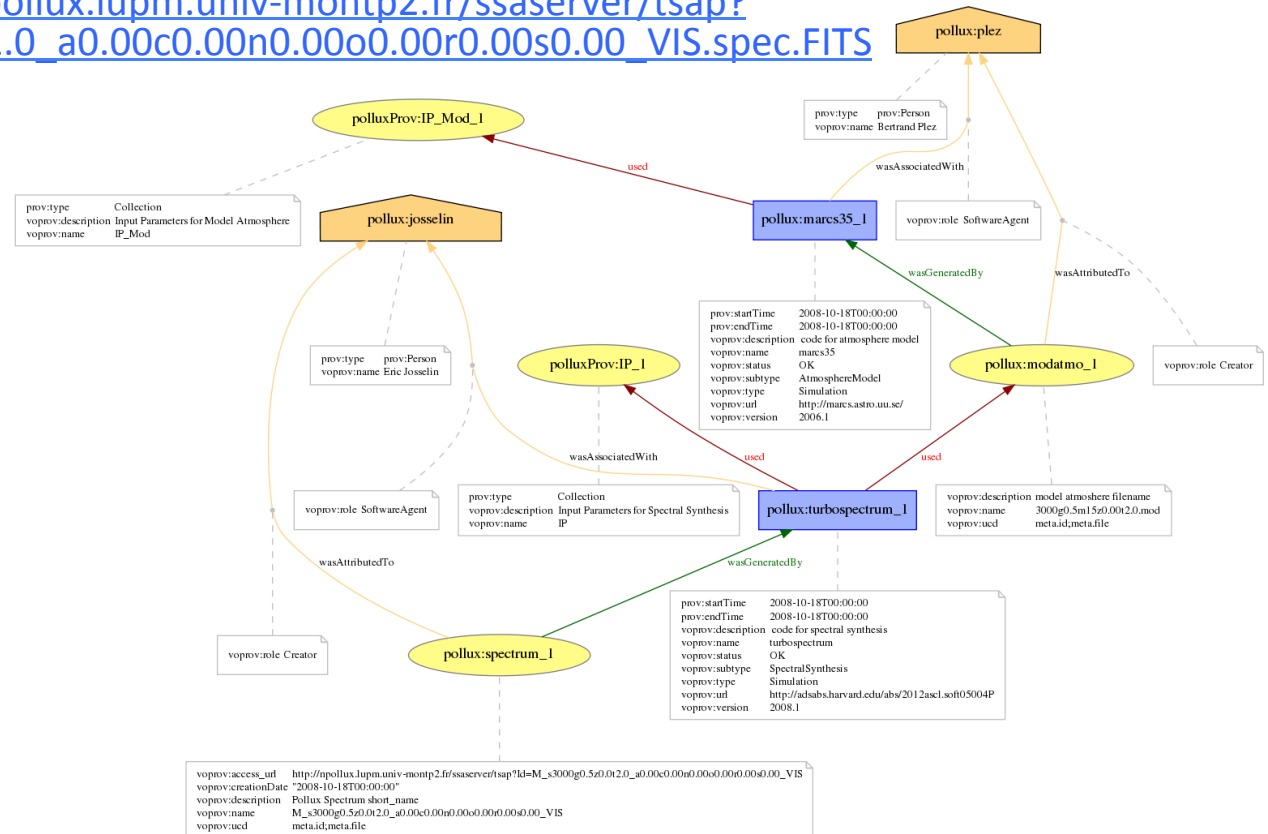 pollux.lupm.univ-montp2.fr/ssaserver/tsap?
.0_a0.00c0.00n0.00o0.00r0.00s0.00_VIS.spec.FITS
pollux:plez
prov:type prov:Person
voprov:name Bertrand Plez
polluxProv:IP_Mod_1
used
wasAssociatedWith
prov:type Collection
voprov:description Input Parameters for Model Atmosphere
voprov:name IP_Mod
pollux:josselin
pollux:marcs35_1
voprov:role SoftwareAgent
wasGeneratedBy
wasAttributedTo
prov:startTime 2008-10-18T00:00:00
prov:endTime 2008-10-18T00:00:00
voprov:description code for atmosphere model
voprov:name marcs35
voprov:status OK
voprov:subtype AtmosphereModel
voprov:type Simulation
voprov:url http://marcs.astro.uu.se/
voprov:version 2006.1
prov:type prov:Person
voprov:name Eric Josselin
polluxProv:IP_1
pollux:modatmo_1
voprov:role Creator
wasAssociatedWith
used
used
voprov:role SoftwareAgent
prov:type Collection
voprov:description Input Parameters for Spectral Synthesis
voprov:name IP
pollux:turbospectrum_1
voprov:description model atmoshere filename
voprov:name 3000g0.5m15z0.00t2.0.mod
voprov:ucd meta.id;meta.file
wasAttributedTo
wasGeneratedBy
prov:startTime 2008-10-18T00:00:00
prov:endTime 2008-10-18T00:00:00
voprov:description code for spectral synthesis
voprov:name turbospectrum
voprov:status OK
voprov:subtype SpectralSynthesis
voprov:type Simulation
voprov:url http://adsabs.harvard.edu/abs/2012ascl.soft05004P
voprov:version 2008.1
voprov:role Creator
pollux:spectrum_1
voprov:access_url http://npollux.lupm.univ-montp2.fr/ssaserver/tsap?Id=M_s3000g0.5z0.0t2.0_a0.00c0.00n0.00o0.00r0.00s0.00_VIS
voprov:creationDate "2008-10-18T00:00:00"
voprov:description Pollux Spectrum short_name
voprov:name M_s3000g0.5z0.0t2.0_a0.00c0.00n0.00o0.00r0.00s0.00_VIS
voprov:ucd meta.id;meta.file